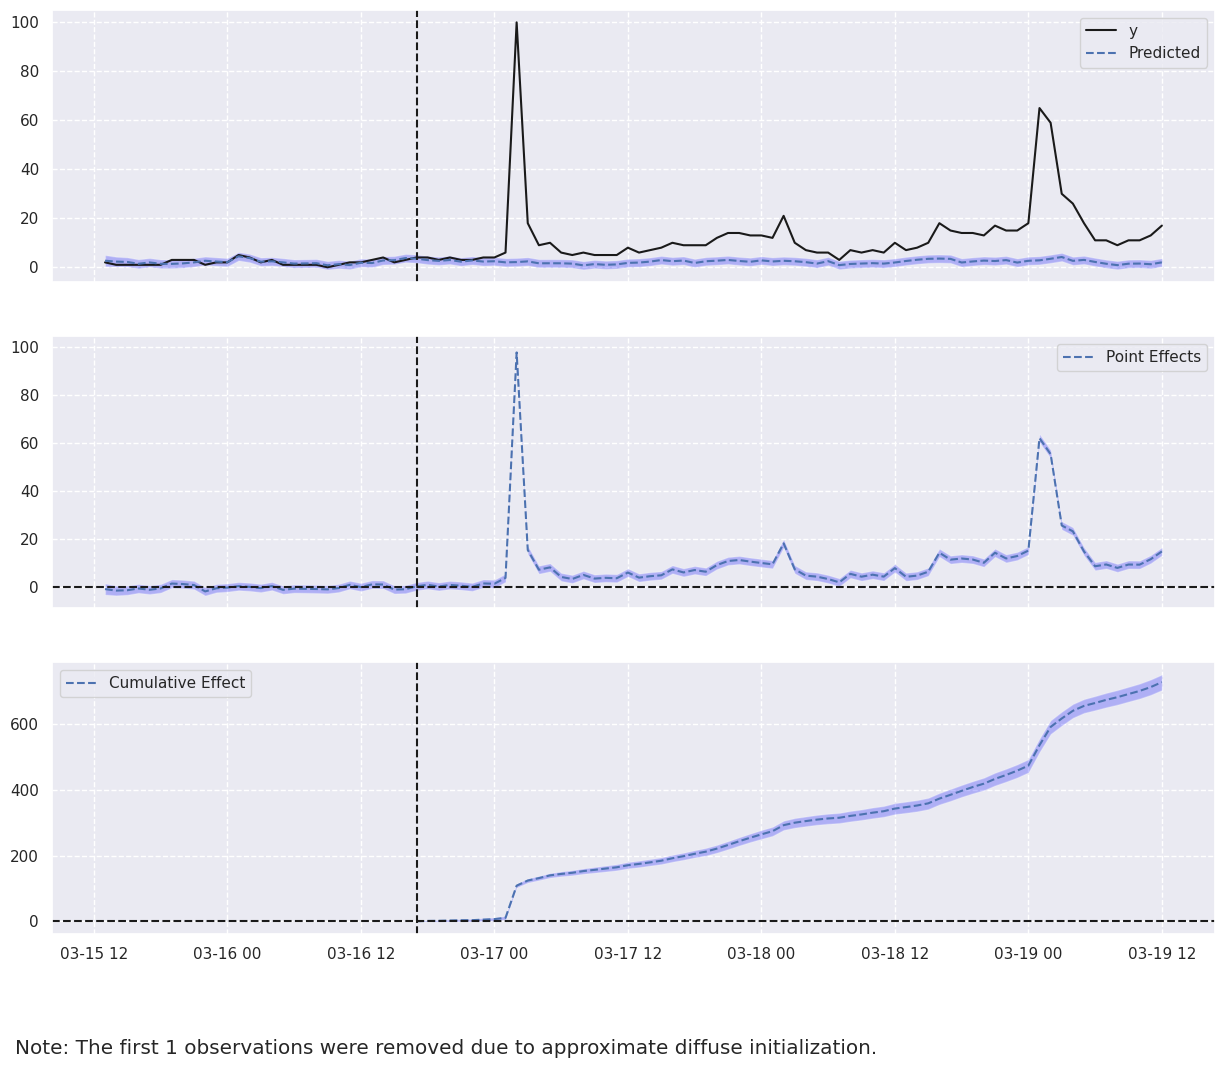 100
80
60
40
20
0
y
Predicted
100
80
60
40
20
0
Point Effects
600
400
200
0
Cumulative Effect
03-15 12 03-16 00 03-16 12 03-17 00 03-17 12 03-18 00 03-18 12 03-19 00 03-19 12
Note: The first 1 observations were removed due to approximate diffuse initialization.